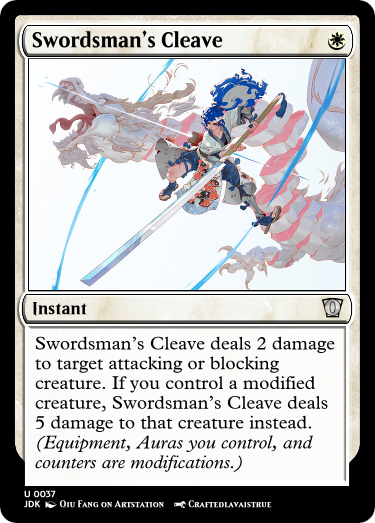 Swordsman's Cleave
Instant
Swordsman's Cleave deals 2 damage
to target attacking or blocking
creature. If you control a modified
creature, Swordsman's Cleave deals
5 damage to that creature instead.
(Equipment, Auras you control, and
counters are modifications.)
U 0037
JDK Qiu Fang on Artstation Craftedlavaistrue